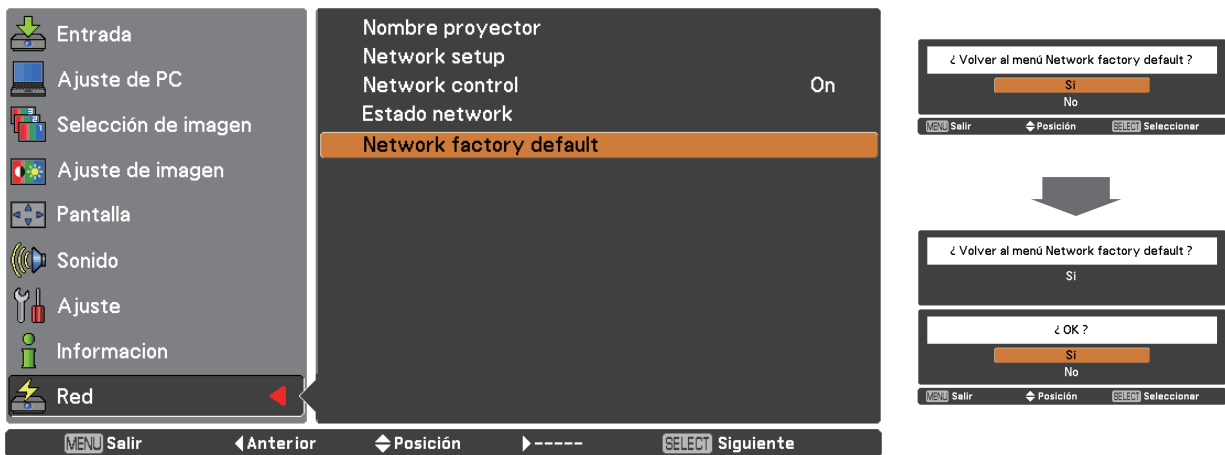 Entrada
Ajuste de PC
Selección de imagen
Ajuste de imagen
Pantalla
Sonido
Ajuste
Informacion
Red
Nombre proyector
Network setup
Network control On
Estado network
Network factory default
MENU Salir Anterior Posición ----- SELECT Siguiente
¿ Volver al menú Network factory default ?
Sí
No
MENU Salir Posición SELECT Seleccionar
¿ Volver al menú Network factory default ?
Sí
¿ OK ?
Sí
No
MENU Salir Posición SELECT Seleccionar